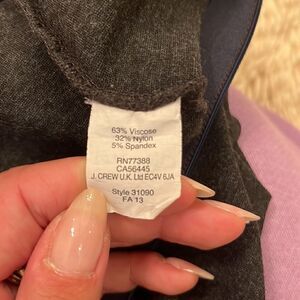 63% Viscose
32% Nylon
5% Spandex
RN77388
CA56445
J. CREW U.K. Ltd EC4V 6JA
Style 31090
FA 13